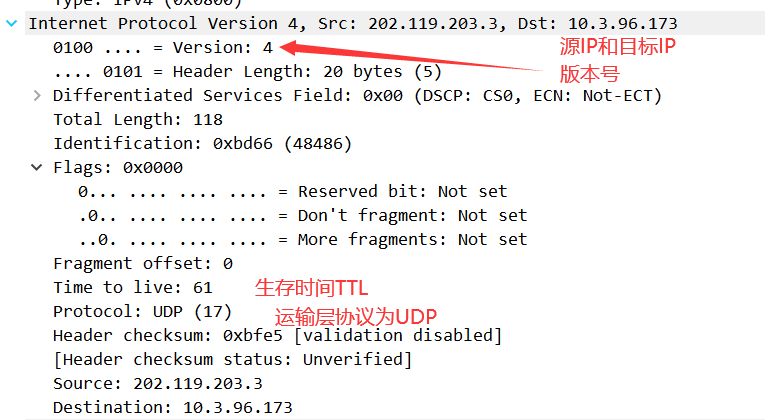 Type: IPv4 (0x0800)
Internet Protocol Version 4, Src: 202.119.203.3, Dst: 10.3.96.173
0100 .... = Version: 4
源IP和目标IP
版本号
.... 0101 = Header Length: 20 bytes (5)
Differentiated Services Field: 0x00 (DSCP: CS0, ECN: Not-ECT)
Total Length: 118
Identification: 0xbd66 (48486)
Flags: 0x0000
0... .... .... .... = Reserved bit: Not set
.0.. .... .... .... = Don't fragment: Not set
..0. .... .... .... = More fragments: Not set
Fragment offset: 0
Time to live: 61 生存时间TTL
Protocol: UDP (17) 运输层协议为UDP
Header checksum: 0xbfe5 [validation disabled]
[Header checksum status: Unverified]
Source: 202.119.203.3
Destination: 10.3.96.173